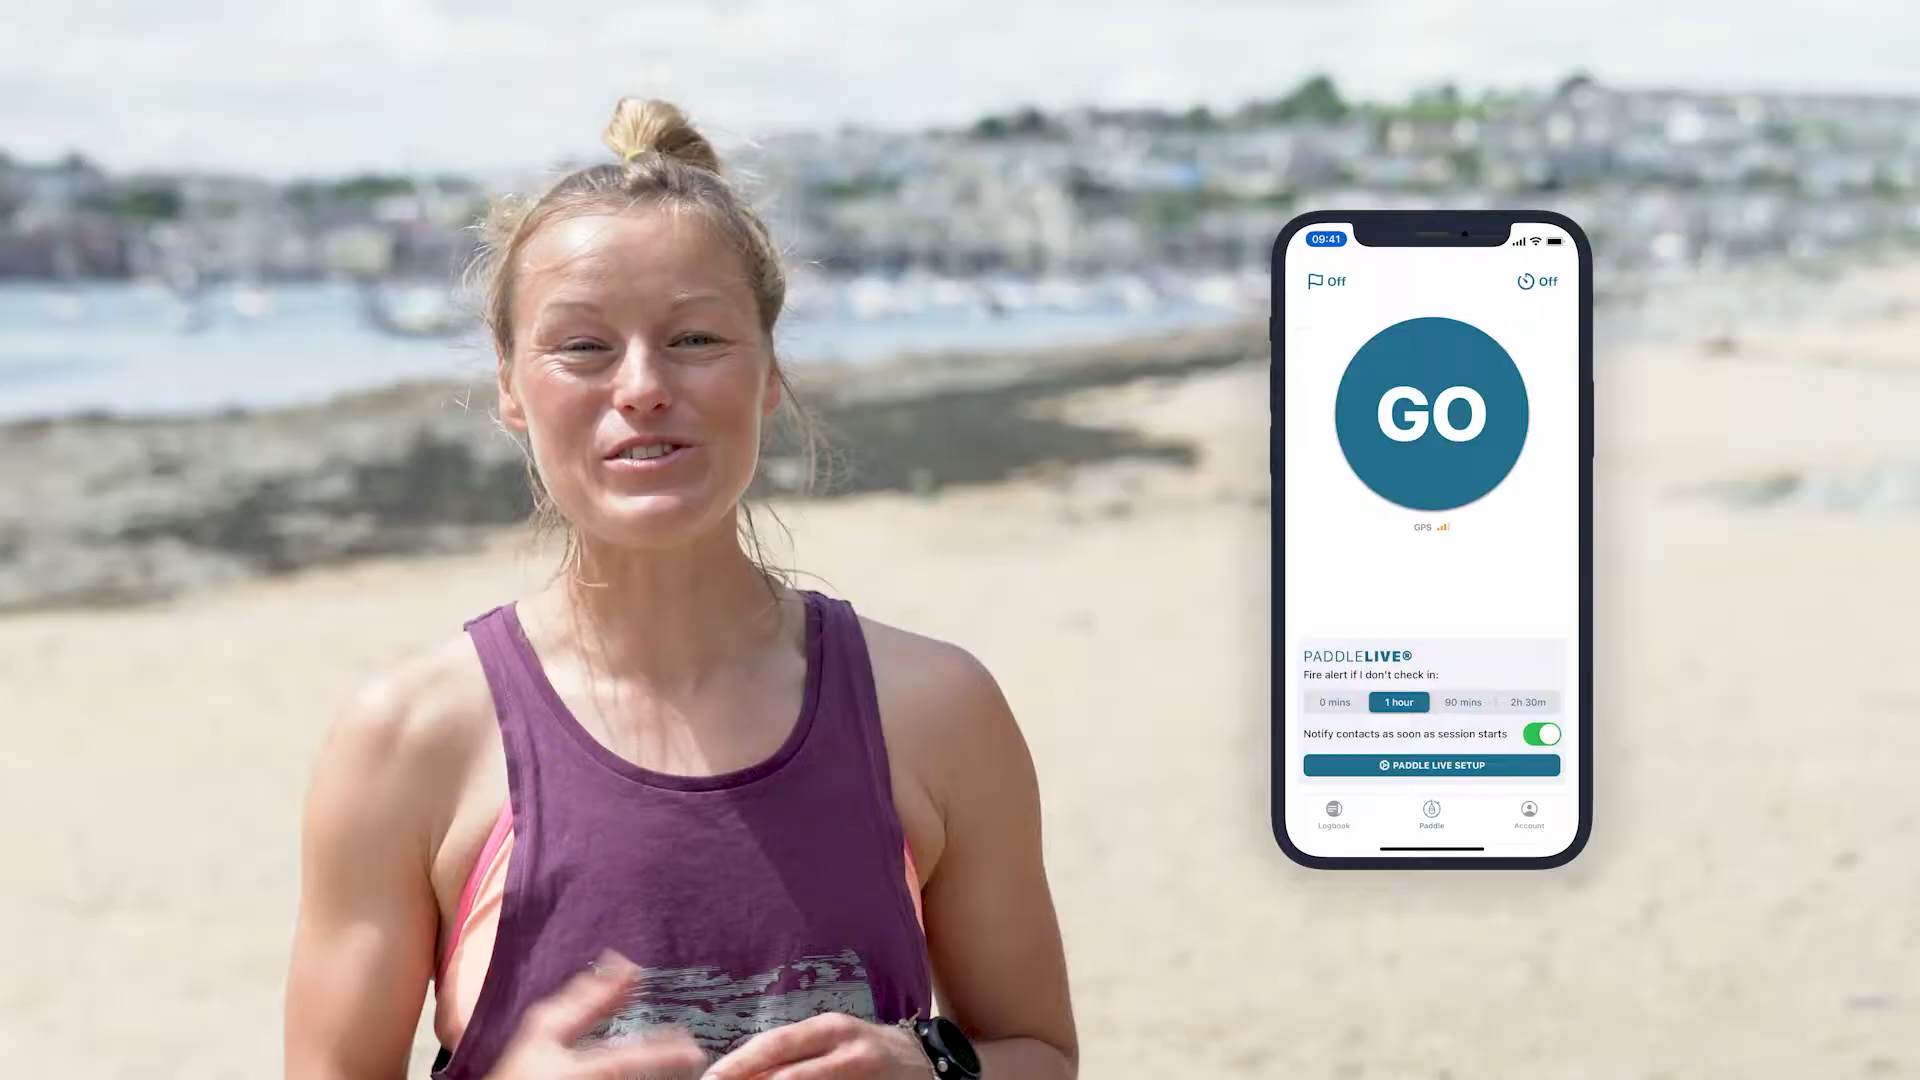 09:41
Off
Off
GO
GPS
PADDLELIVE®
Fire alert if I don't check in:
0 mins 1 hour 90 mins 2h 30m
Notify contacts as soon as session starts
PADDLE LIVE SETUP
Logbook Paddle Account